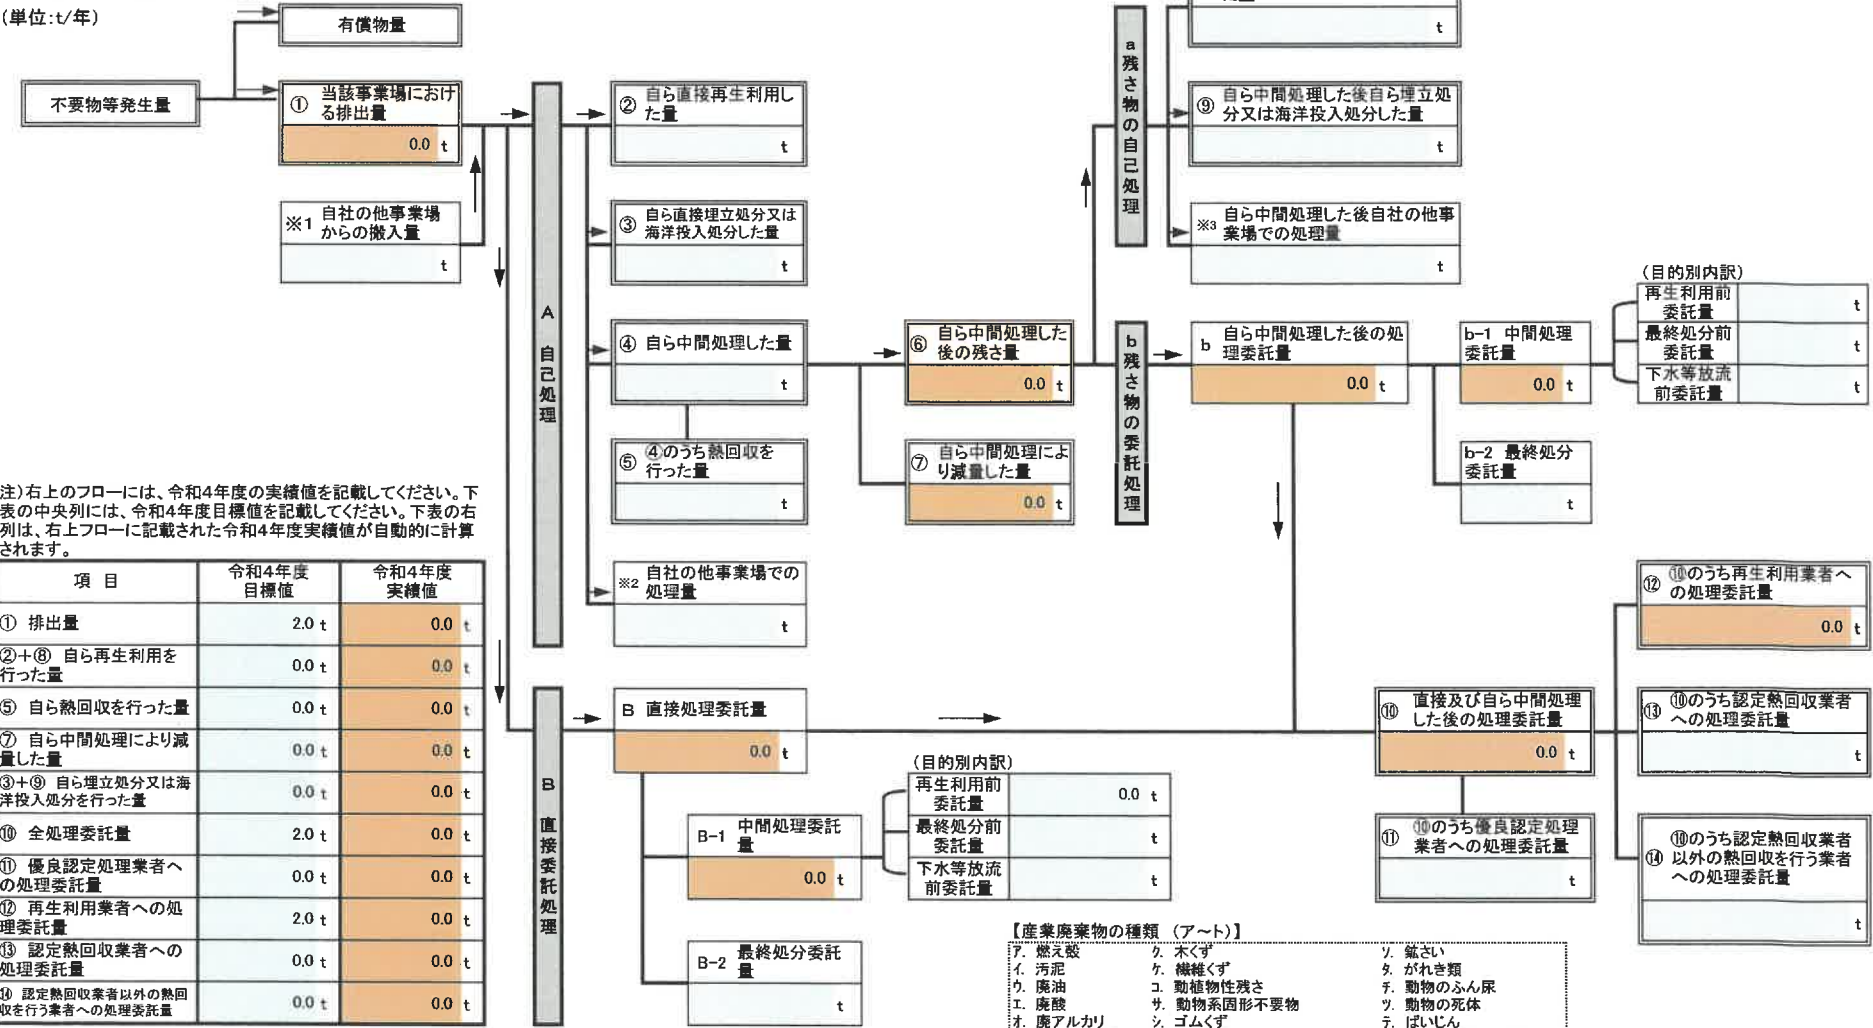 (単位:t/年)
有償物量
不要物等発生量
① 当該事業場におけ
る排出量
0.0 t
※1 自社の他事業場
からの搬入量
t
A 自己処理
② 自ら直接再生利用し
た量
t
③ 自ら直接埋立処分又は
海洋投入処分した量
t
④ 自ら中間処理した量
t
⑤ ④のうち熱回収を
行った量
t
※2 自社の他事業場での
処理量
t
⑥ 自ら中間処理した
後の残さ量
0.0 t
⑦ 自ら中間処理によ
り減量した量
0.0 t
a 残さ物の自己処理
t
⑨ 自ら中間処理した後自ら埋立処
分又は海洋投入処分した量
t
※3 自ら中間処理した後自社の他事
業場での処理量
t
b 残さ物の委託処理
b 自ら中間処理した後の処
理委託量
0.0 t
b-1 中間処理
委託量
0.0 t
(目的別内訳)
再生利用前
委託量
t
最終処分前
委託量
t
下水等放流
前委託量
t
b-2 最終処分
委託量
t
注)右上のフローには、令和4年度の実績値を記載してください。下
表の中央列には、令和4年度目標値を記載してください。下表の右
列は、右上フローに記載された令和4年度実績値が自動的に計算
されます。
項 目 令和4年度 令和4年度
目標値 実績値
① 排出量 2.0 t 0.0 t
②+⑧ 自ら再生利用を
行った量 0.0 t 0.0 t
⑤ 自ら熱回収を行った量 0.0 t 0.0 t
⑦ 自ら中間処理により減
量した量 0.0 t 0.0 t
③+⑨ 自ら埋立処分又は海
洋投入処分を行った量 0.0 t 0.0 t
⑩ 全処理委託量 2.0 t 0.0 t
⑪ 優良認定処理業者へ
の処理委託量 0.0 t 0.0 t
⑫ 再生利用業者への処
理委託量 2.0 t 0.0 t
⑬ 認定熱回収業者への
処理委託量 0.0 t 0.0 t
⑭ 認定熱回収業者以外の熱回
収を行う業者への処理委託量 0.0 t 0.0 t
B 直接委託処理
B 直接処理委託量
0.0 t
B-1 中間処理委託
量
0.0 t
(目的別内訳)
再生利用前
委託量
0.0 t
最終処分前
委託量
t
下水等放流
前委託量
t
B-2 最終処分委託
量
t
⑩ 直接及び自ら中間処理
した後の処理委託量
0.0 t
⑪ ⑩のうち優良認定処理
業者への処理委託量
t
⑫ ⑩のうち再生利用業者へ
の処理委託量
0.0 t
⑬ ⑩のうち認定熱回収業者
への処理委託量
t
⑭ ⑩のうち認定熱回収業者
以外の熱回収を行う業者
への処理委託量
t
【産業廃棄物の種類 (ア~ト)】
ア. 燃え殻 ク. 木くず ソ. 鉱さい
イ. 汚泥 ケ. 繊維くず タ. がれき類
ウ. 廃油 コ. 動植物性残さ チ. 動物のふん尿
エ. 廃酸 サ. 動物系固形不要物 ツ. 動物の死体
オ. 廃アルカリ シ. ゴムくず テ. ばいじん